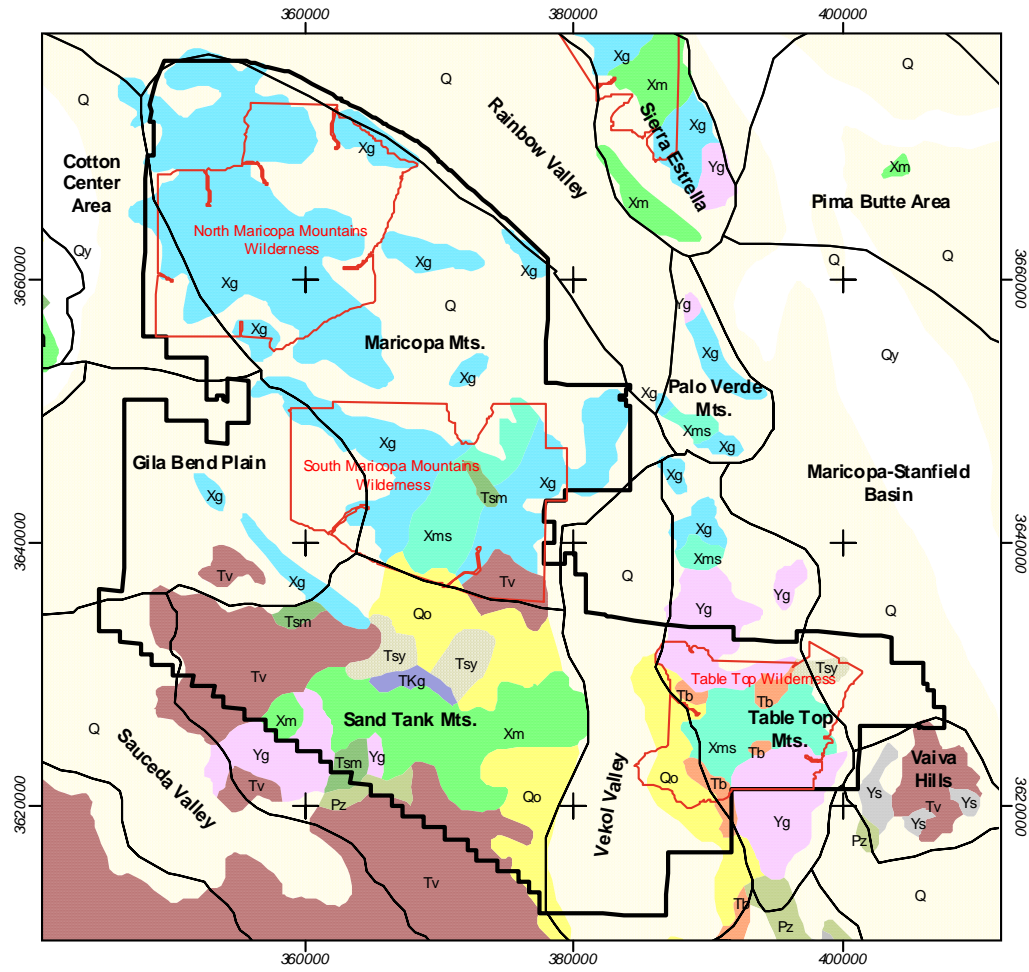 360000
380000
400000
Xg
Q
Q
Xm
Q
Rainbow Valley
Sierra Estrella
Xg
Xg
Cotton
Center
Area
Yg
Xm
Xm
Pima Butte Area
North Maricopa Mountains
Wilderness
Qy
Xg
Xg
Q
Q
3660000
3660000
Xg
Q
Yg
Xg
Maricopa Mts.
Xg
Qy
Xg
Xg
Palo Verde
Mts.
Xms
Xg
Xg
Gila Bend Plain
South Maricopa Mountains
Wilderness
Maricopa-Stanfield
Basin
Xg
Xg
Xg
Tsm
Xg
Xms
3640000
3640000
Xms
Tv
Xg
Tv
Q
Yg
Yg
Q
Qo
Tsm
Tsy
Tsy
Tsy
Tv
TKg
Table Top Wilderness
Tb
Tb
Xm
Sand Tank Mts.
Table Top
Mts.
Q
Xm
Xms
Tb
Yg
Yg
Tsm
Vaiva
Hills
Sauceda Valley
Tv
Qo
Tb
Qo
Ys
Ys
Pz
Tv
Ys
3620000
3620000
Vekol Valley
Yg
Pz
Tv
Q
Tb
Pz
360000
380000
400000